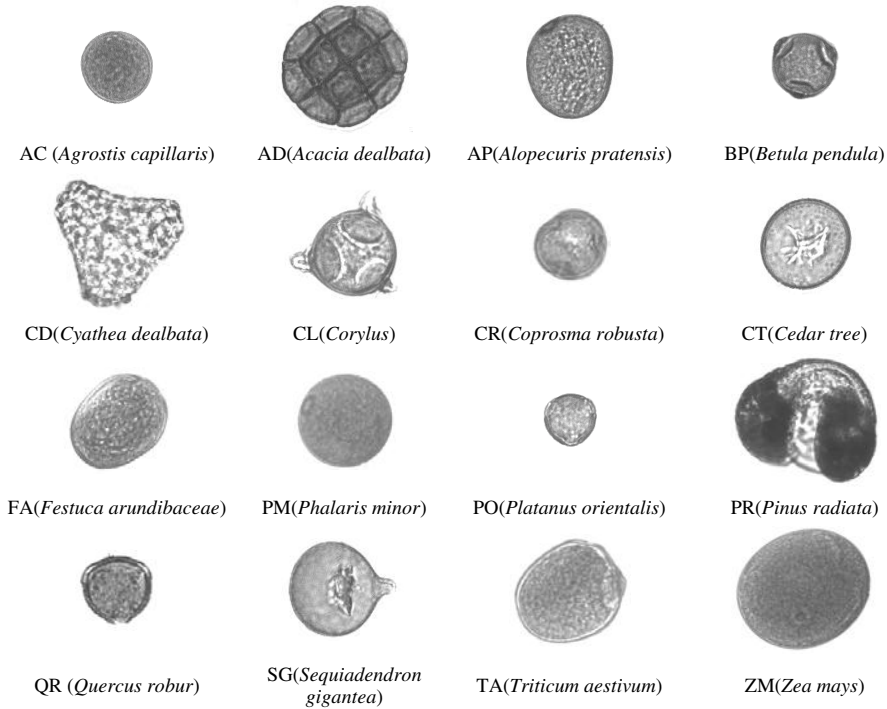 AC (Agrostis capillaris)
AD(Acacia dealbata)
AP(Alopecuris pratensis)
BP(Betula pendula)
CD(Cyathea dealbata)
CL(Corylus)
CR(Coprosma robusta)
CT(Cedar tree)
FA(Festuca arundibaceae)
PM(Phalaris minor)
PO(Platanus orientalis)
PR(Pinus radiata)
QR (Quercus robur)
SG(Sequiadendron
gigantea)
TA(Triticum aestivum)
ZM(Zea mays)